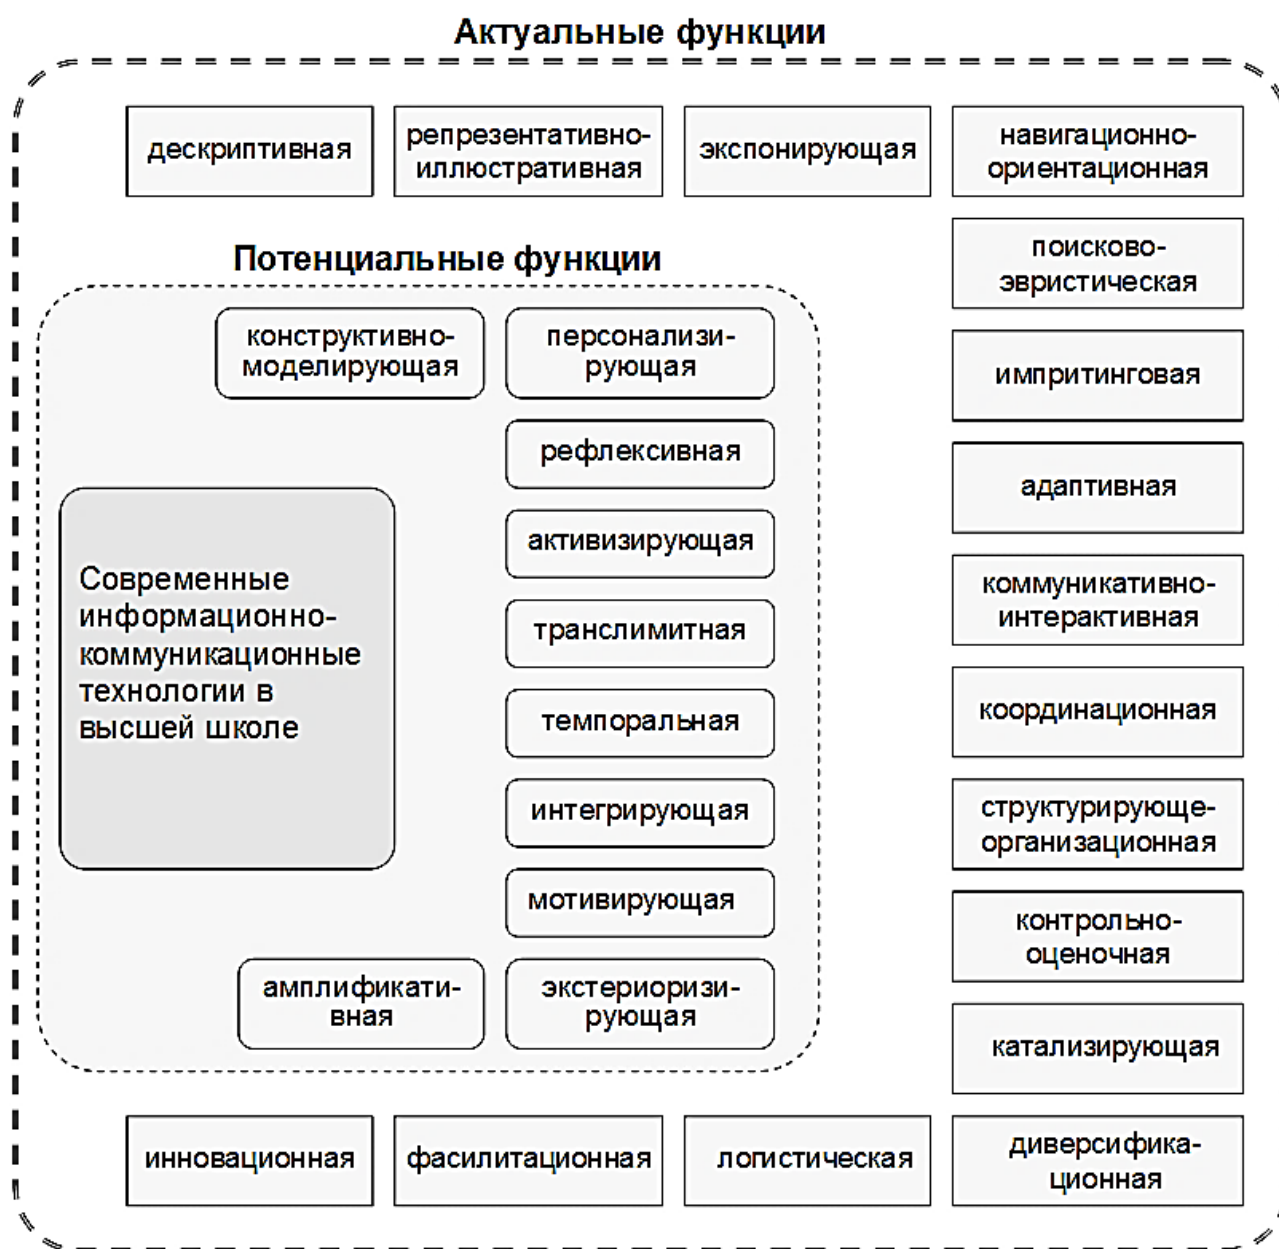 Актуальные функции
дескриптивная
репрезентативно-
иллюстративная
экспонирующая
навигационно-
ориентационная
поисково-
эвристическая
импритинговая
адаптивная
коммуникативно-
интерактивная
координационная
структурирующе-
организационная
контрольно-
оценочная
катализирующая
диверсифика-
ционная
логистическая
фасилитационная
инновационная
Потенциальные функции
конструктивно-
моделирующая
персонализи-
рующая
рефлексивная
активизирующая
транслимитная
темпоральная
интегрирующая
мотивирующая
экстериоризи-
рующая
амплификати-
вная
Современные
информационно-
коммуникационные
технологии в
высшей школе